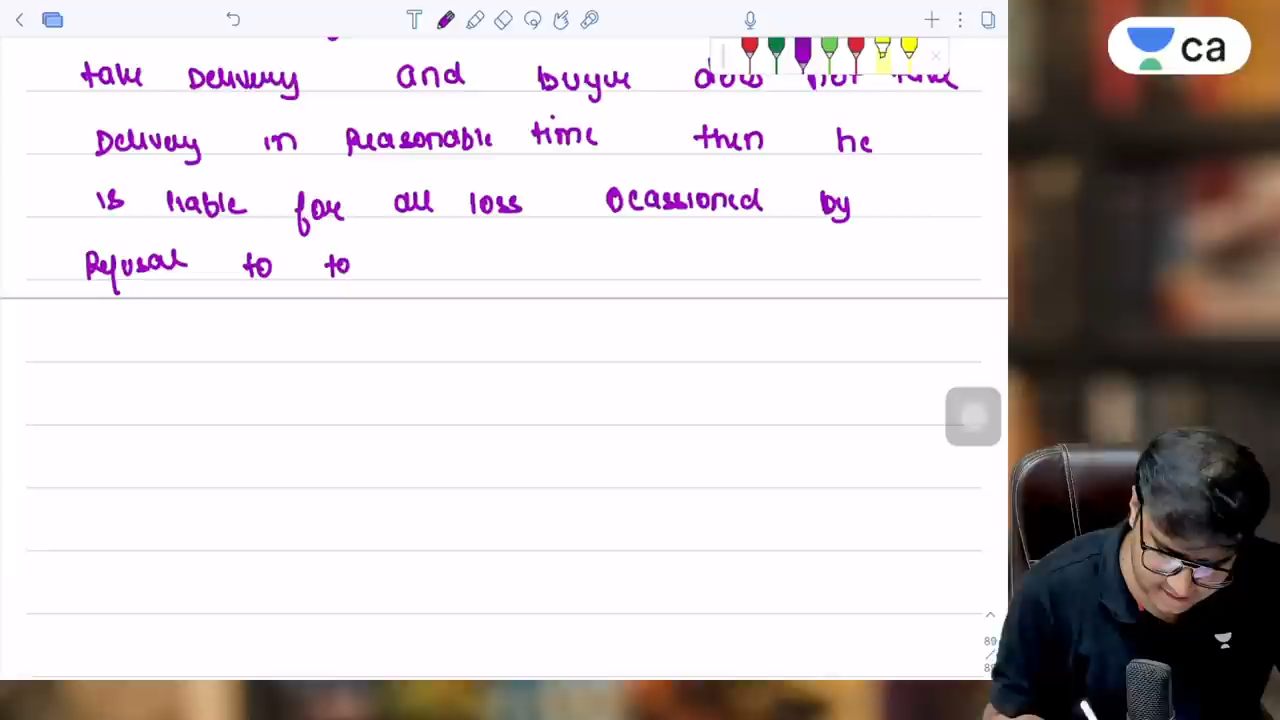 ca
take Delivery and buyer does not take
Delivery in Reasonable time then he
is liable for all loss Ocassioned by
Refusal to to
89